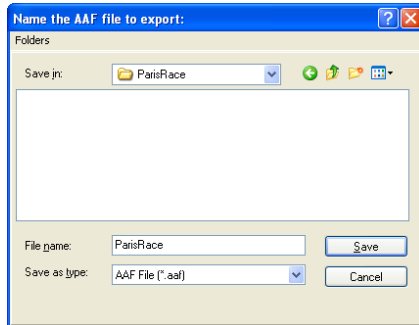 Name the AAF file to export:
Folders
Save in: ParisRace
File name: ParisRace Save
Save as type: AAF File (*.aaf) Cancel